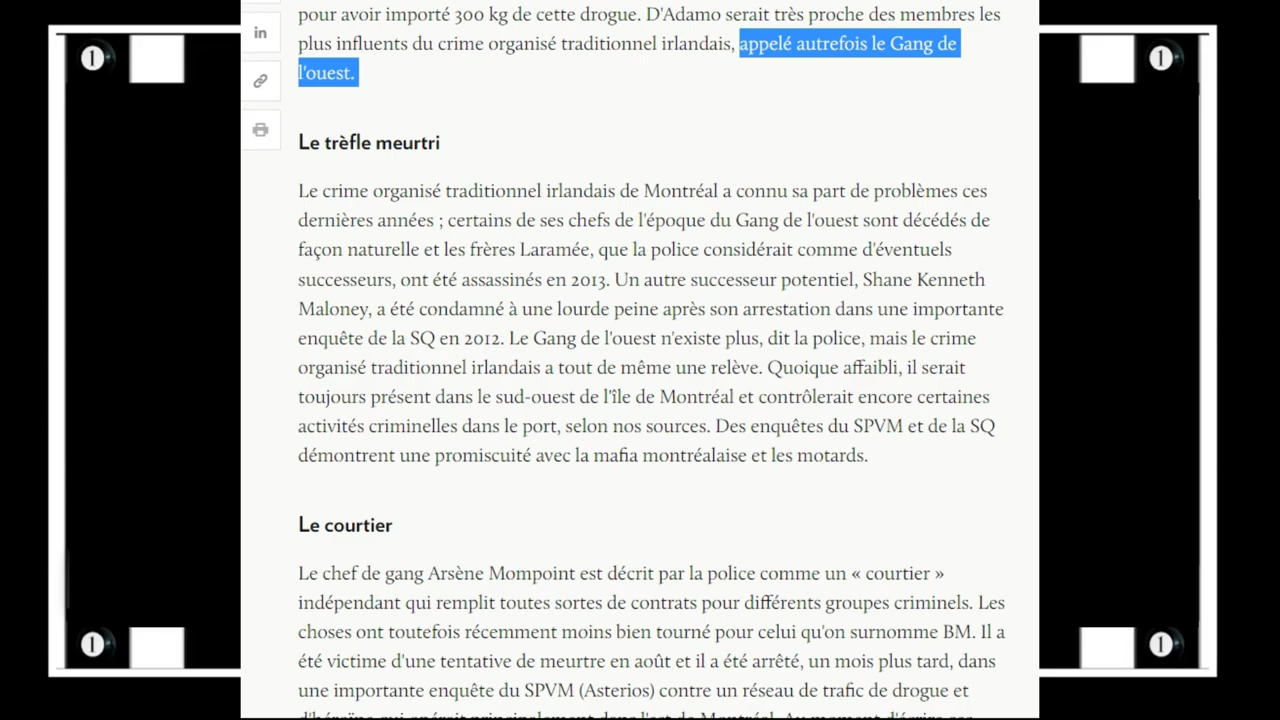 pour avoir importé 300 kg de cette drogue. D'Adamo serait très proche des membres les
plus influents du crime organisé traditionnel irlandais, appelé autrefois le Gang de
l'ouest.
Le trèfle meurtri
Le crime organisé traditionnel irlandais de Montréal a connu sa part de problèmes ces
dernières années ; certains de ses chefs de l'époque du Gang de l'ouest sont décédés de
façon naturelle et les frères Laramée, que la police considérait comme d'éventuels
successeurs, ont été assassinés en 2013. Un autre successeur potentiel, Shane Kenneth
Maloney, a été condamné à une lourde peine après son arrestation dans une importante
enquête de la SQ en 2012. Le Gang de l'ouest n'existe plus, dit la police, mais le crime
organisé traditionnel irlandais a tout de même une relève. Quoique affaibli, il serait
toujours présent dans le sud-ouest de l'île de Montréal et contrôlerait encore certaines
activités criminelles dans le port, selon nos sources. Des enquêtes du SPVM et de la SQ
démontrent une promiscuité avec la mafia montréalaise et les motards.
Le courtier
Le chef de gang Arsène Mompoint est décrit par la police comme un « courtier »
indépendant qui remplit toutes sortes de contrats pour différents groupes criminels. Les
choses ont toutefois récemment moins bien tourné pour celui qu'on surnomme BM. Il a
été victime d'une tentative de meurtre en août et il a été arrêté, un mois plus tard, dans
une importante enquête du SPVM (Asterios) contre un réseau de trafic de drogue et
1
1
1
1
in